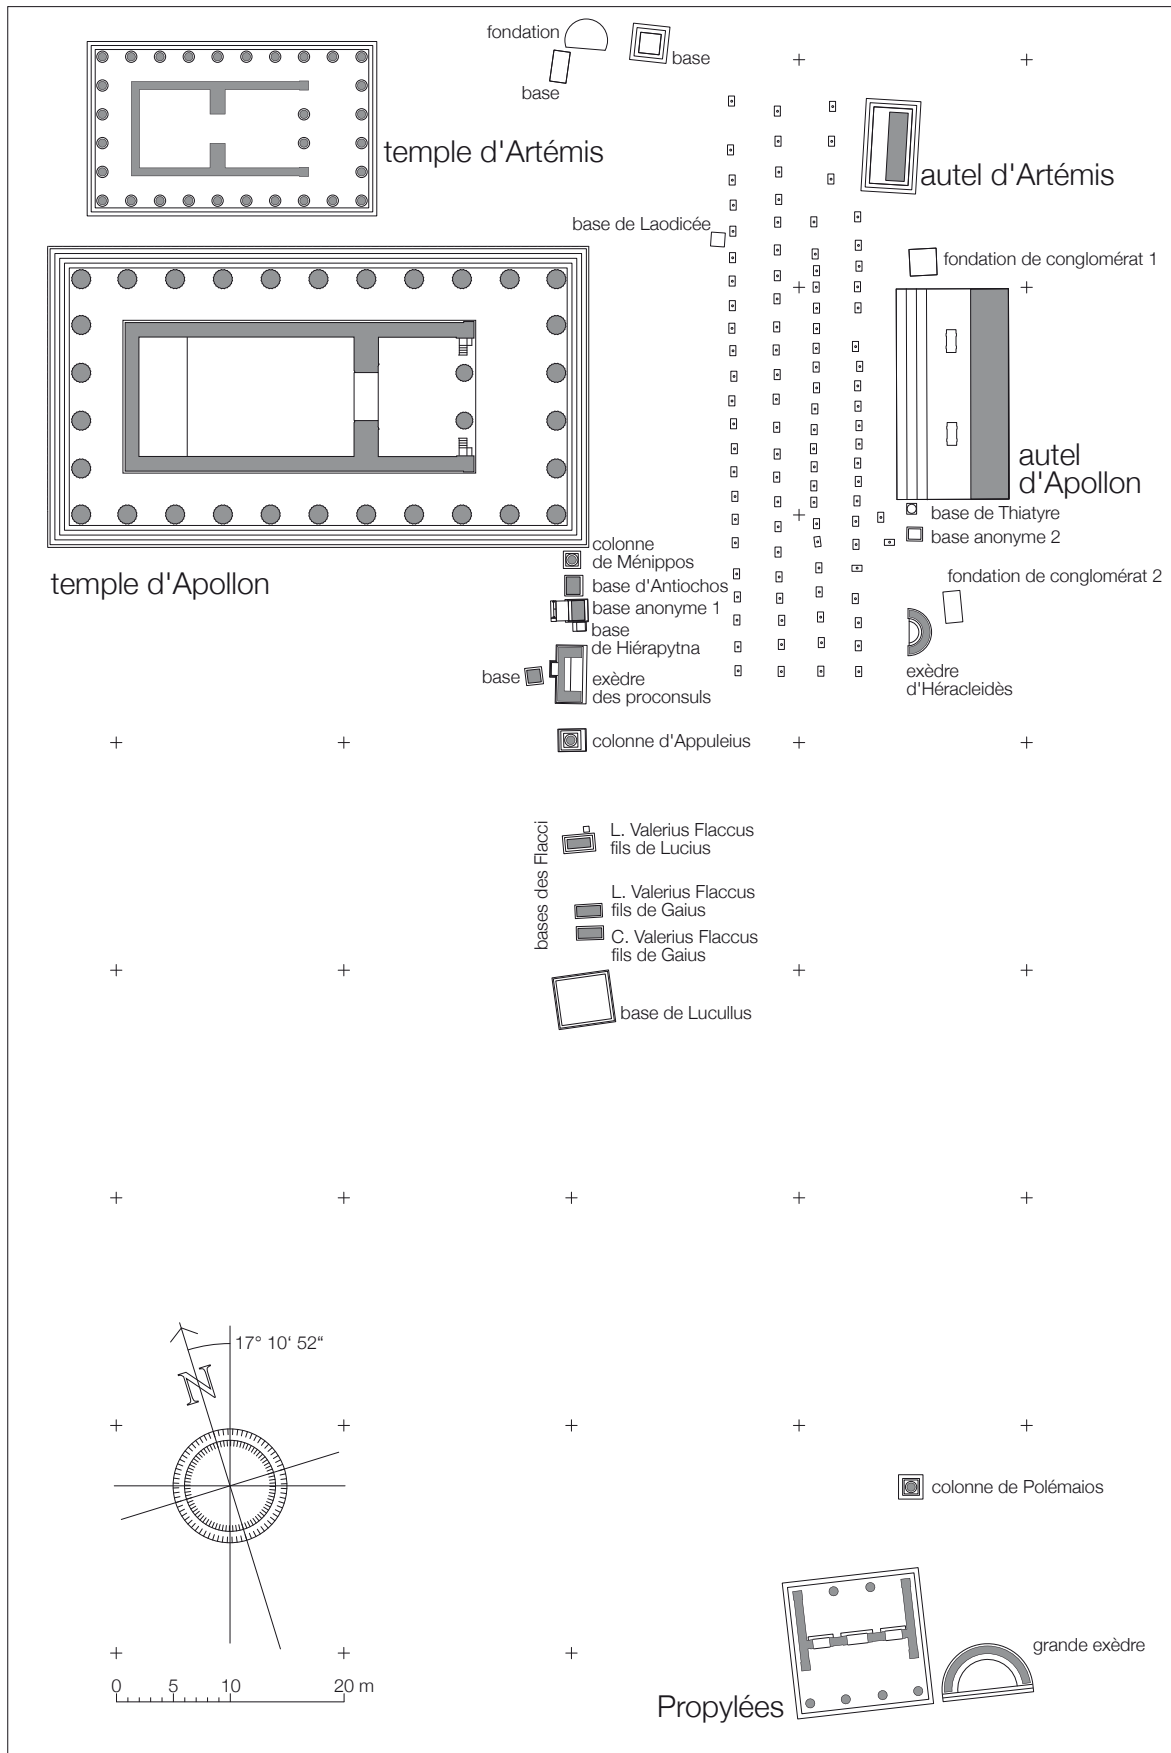 fondation
base
base
temple d'Artémis
autel d'Artémis
base de Laodicée
fondation de conglomérat 1
autel
d'Apollon
base de Thiatyre
base anonyme 2
temple d'Apollon
colonne
de Ménippos
base d'Antiochos
base anonyme 1
base
de Hiérapytna
fondation de conglomérat 2
base
exèdre
des proconsuls
exèdre
d'Héracleidès
colonne d'Appuleius
bases des Flacci
L. Valerius Flaccus
fils de Lucius
L. Valerius Flaccus
fils de Gaius
C. Valerius Flaccus
fils de Gaius
base de Lucullus
17° 10‘ 52“
N
colonne de Polémaios
grande exèdre
0 5 10 20 m
Propylées